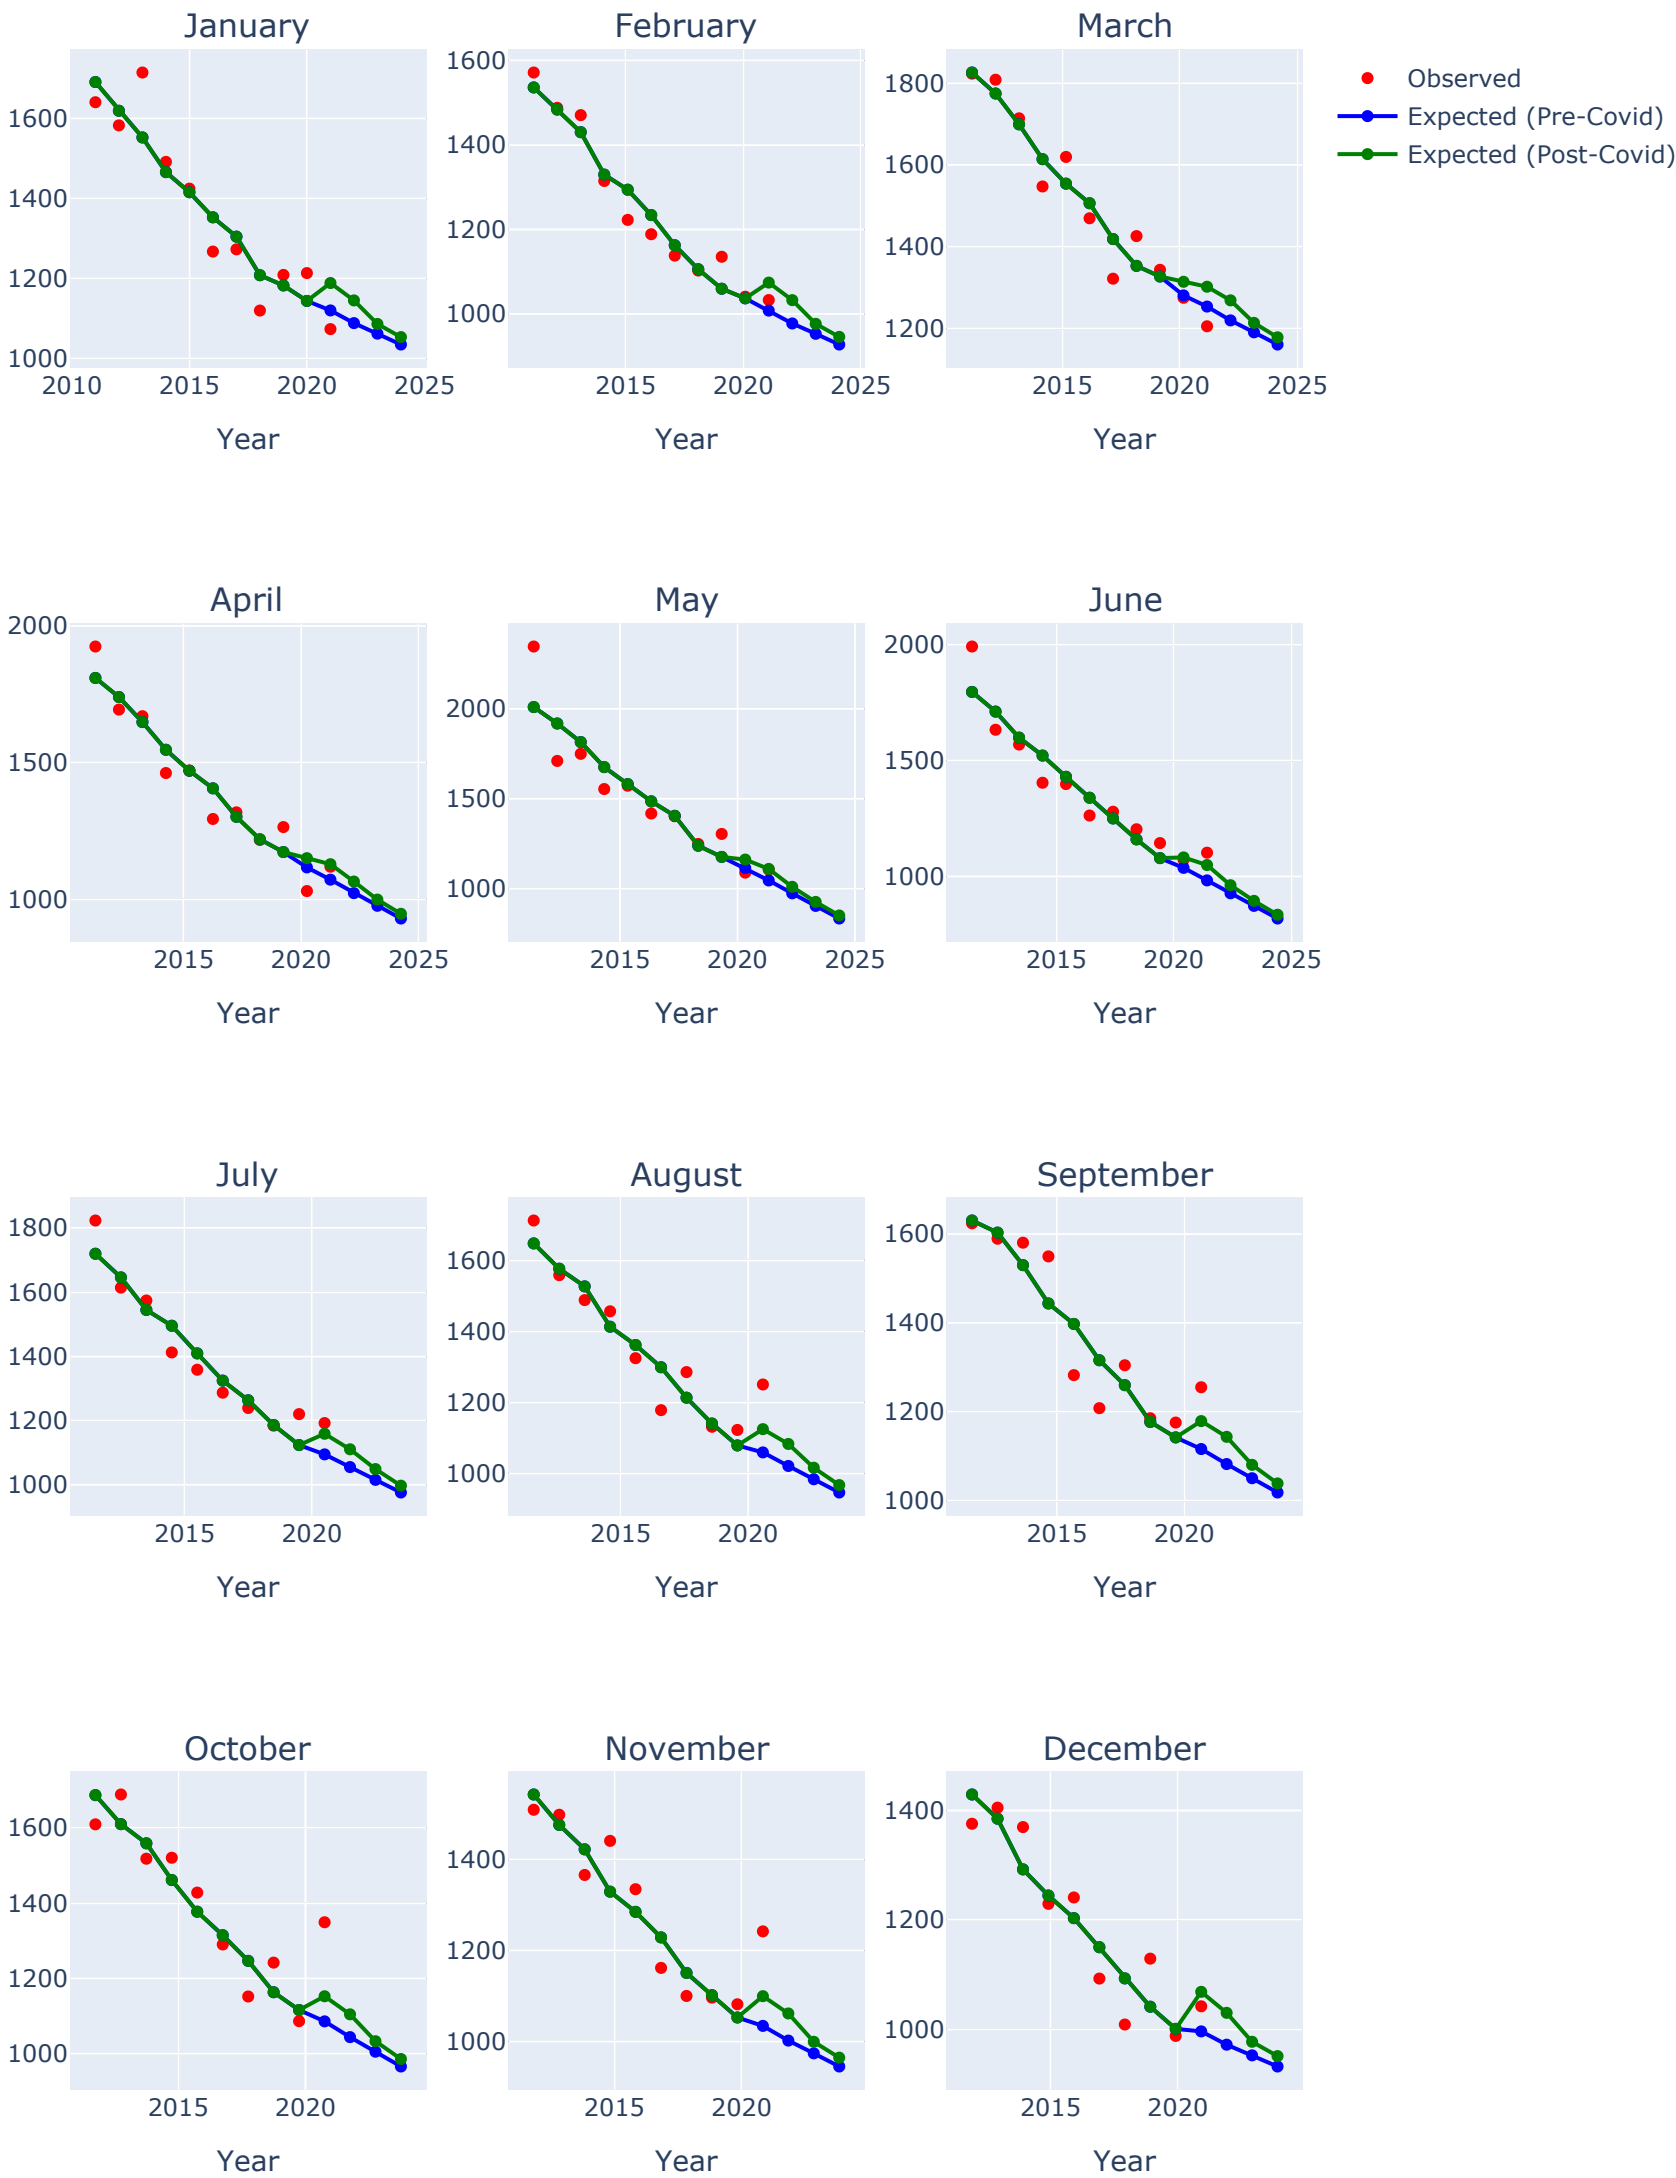 January February March
Observed
Expected (Pre-Covid)
Expected (Post-Covid)
1600
1400
1200
1000
1600
1400
1200
1000
1800
1600
1400
1200
2010 2015 2020 2025 2015 2020 2025 2015 2020 2025
Year Year Year
April May June
2000
1500
1000
2000
1500
1000
2000
1500
1000
2015 2020 2025 2015 2020 2025 2015 2020 2025
Year Year Year
July August September
1800
1600
1400
1200
1000
1600
1400
1200
1000
1600
1400
1200
1000
2015 2020 2015 2020 2015 2020
Year Year Year
October November December
1600
1400
1200
1000
1400
1200
1000
1400
1200
1000
2015 2020 2015 2020 2015 2020
Year Year Year